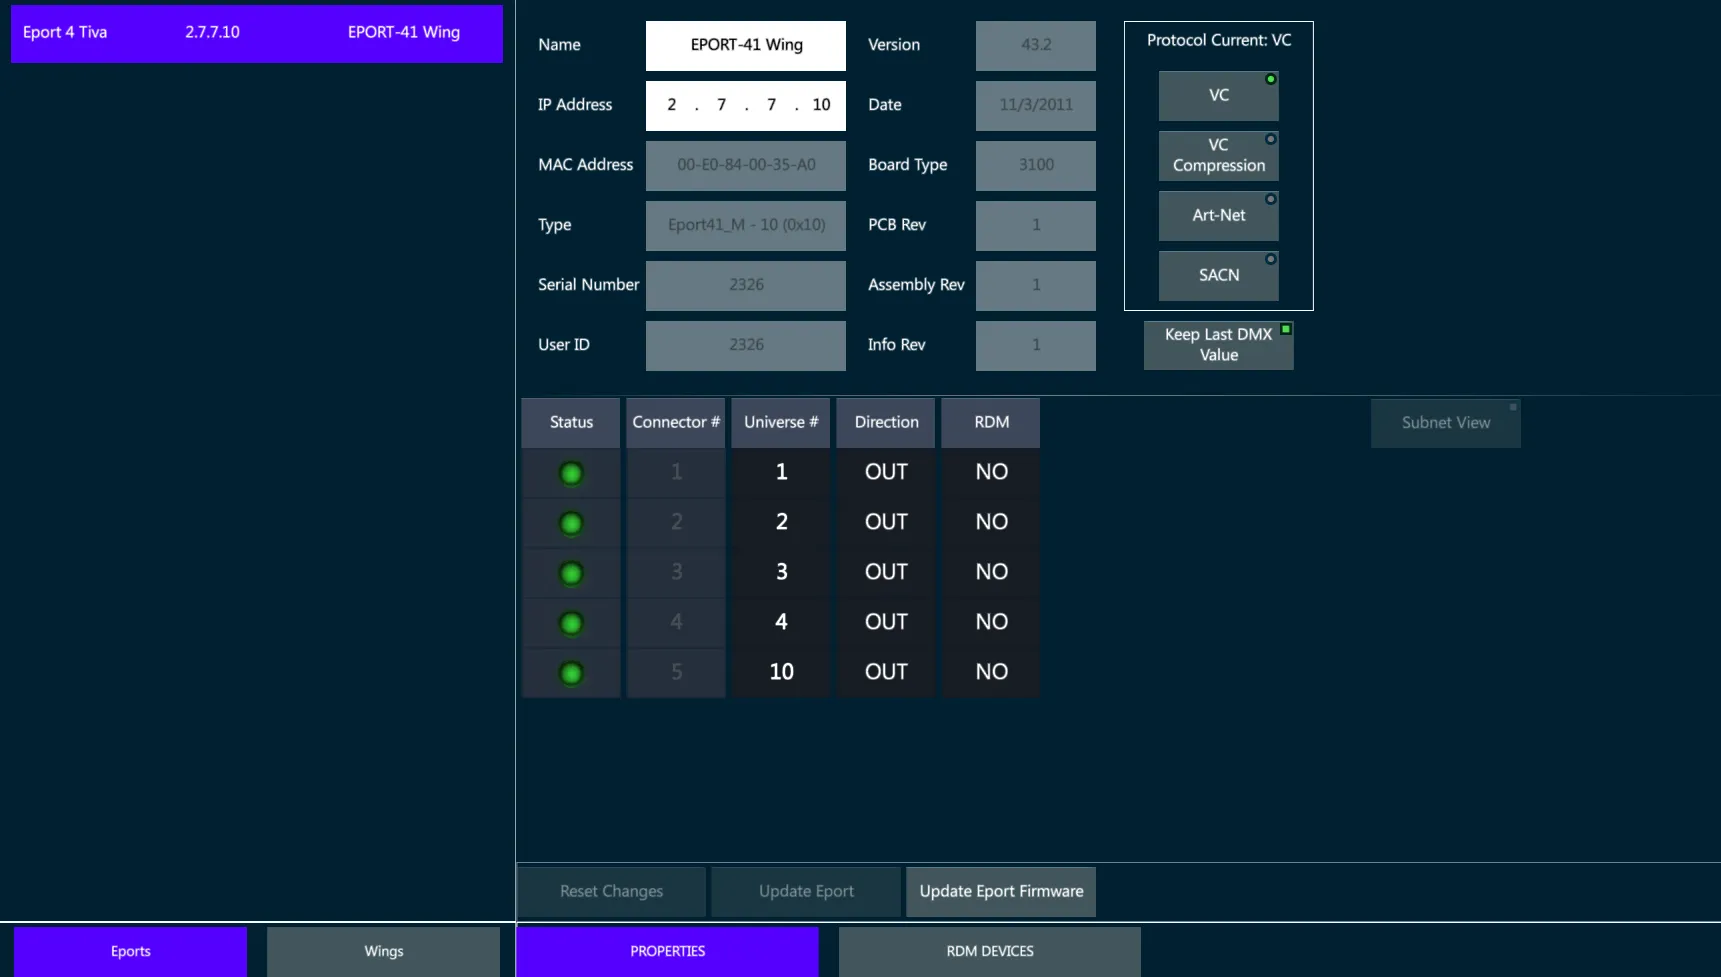 Eport 4 Tiva 2.7.7.10 EPORT-41 Wing
Name EPORT-41 Wing Version 43.2
IP Address 2 . 7 . 7 . 10 Date 11/3/2011
MAC Address 00-E0-84-00-35-A0 Board Type 3100
Type Eport41_M - 10 (0x10) PCB Rev 1
Serial Number 2326 Assembly Rev 1
User ID 2326 Info Rev 1
Protocol Current: VC
VC
VC
Compression
Art-Net
SACN
Keep Last DMX
Value
Status Connector # Universe # Direction RDM
1 1 OUT NO
2 2 OUT NO
3 3 OUT NO
4 4 OUT NO
5 10 OUT NO
Subnet View
Reset Changes Update Eport Update Eport Firmware
Eports Wings PROPERTIES RDM DEVICES